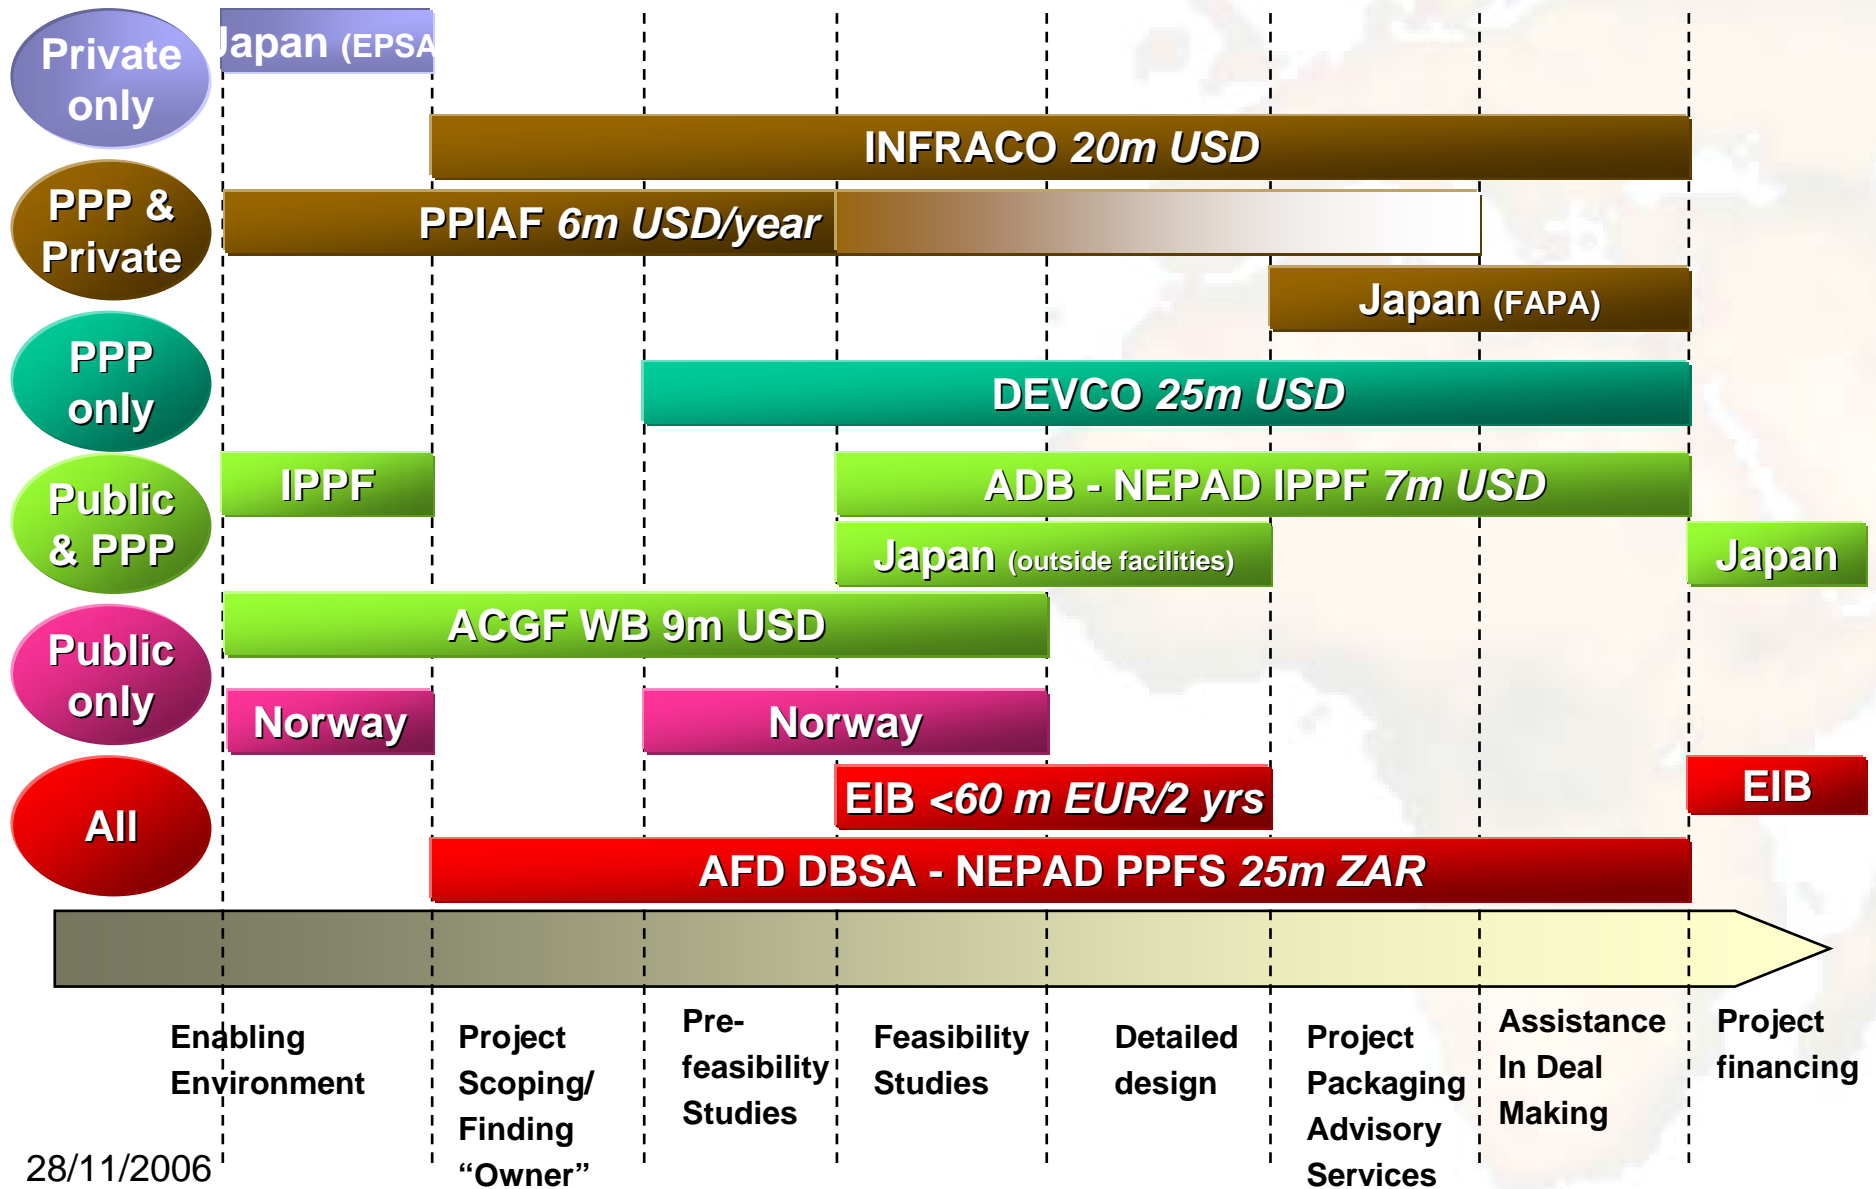 Private
only
Japan (EPSA
INFRACO 20m USD
PPP &
Private
PPIAF 6m USD/year
Japan (FAPA)
PPP
only
DEVCO 25m USD
Public
& PPP
IPPF
ADB - NEPAD IPPF 7m USD
Japan (outside facilities)
Japan
ACGF WB 9m USD
Public
only
Norway
Norway
All
EIB <60 m EUR/2 yrs
EIB
AFD DBSA - NEPAD PPFS 25m ZAR
Enabling
Environment
Project
Scoping/
Finding
“Owner”
Pre-
feasibility
Studies
Feasibility
Studies
Detailed
design
Project
Packaging
Advisory
Services
Assistance
In Deal
Making
Project
financing
28/11/2006